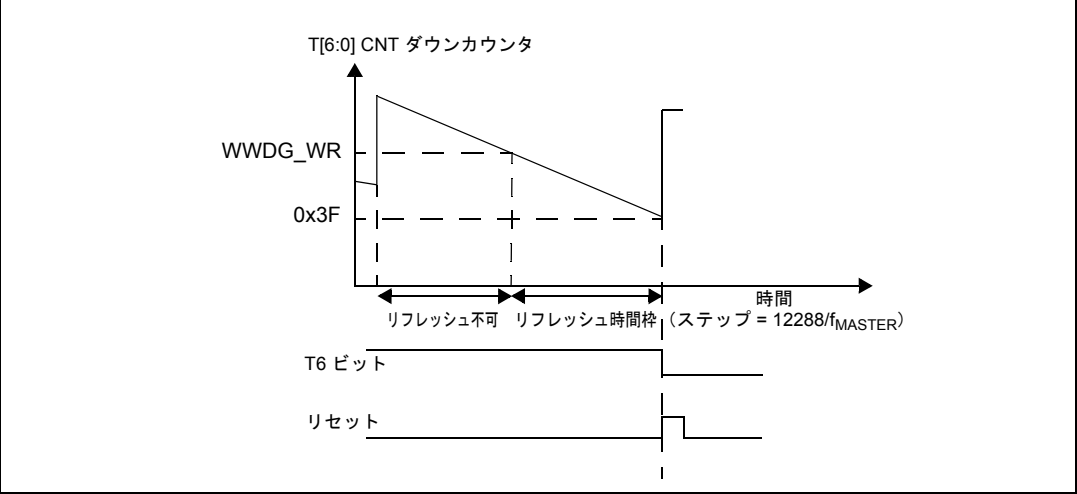 T[6:0] CNT ダウンカウンタ
WWDG_WR
0x3F
時間
リフレッシュ不可 リフレッシュ時間枠 (ステップ = 12288/fMASTER)
T6 ビット
リセット